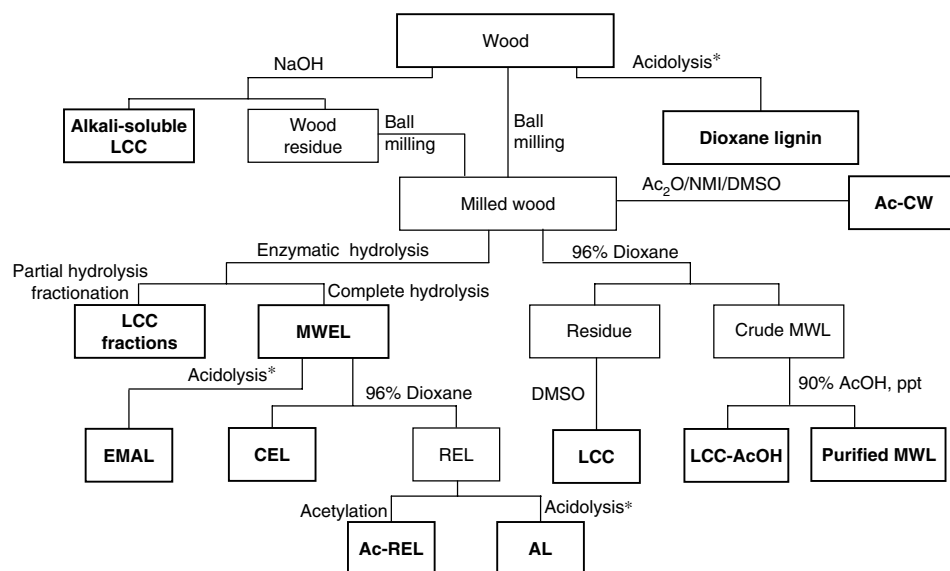 Wood
NaOH
Acidolysis*
Alkali-soluble
LCC
Wood
residue
Ball
milling
Ball
milling
Dioxane lignin
Ac₂O/NMI/DMSO
Milled wood
Ac-CW
Enzymatic hydrolysis
96% Dioxane
Partial hydrolysis
fractionation
Complete hydrolysis
LCC
fractions
MWEL
Residue
Crude MWL
Acidolysis*
96% Dioxane
DMSO
90% AcOH, ppt
EMAL
CEL
REL
LCC
LCC-AcOH
Purified MWL
Acetylation
Acidolysis*
Ac-REL
AL